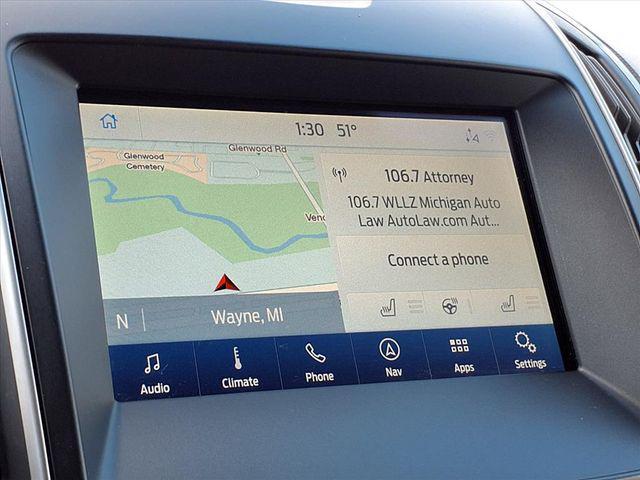 1:30 51°
Glenwood Rd
Glenwood
Cemetery
106.7 Attorney
106.7 WLLZ Michigan Auto
Law AutoLaw.com Aut...
Connect a phone
N
Wayne, MI
Audio
Climate
Phone
Nav
Apps
Settings